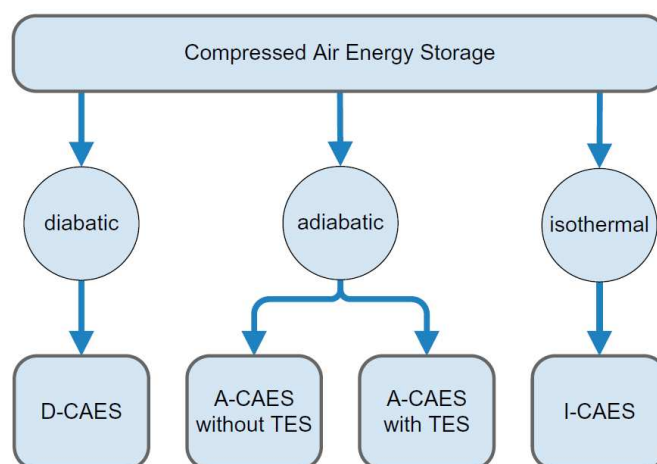 Compressed Air Energy Storage
diabatic
adiabatic
isothermal
D-CAES
A-CAES
without TES
A-CAES
with TES
I-CAES